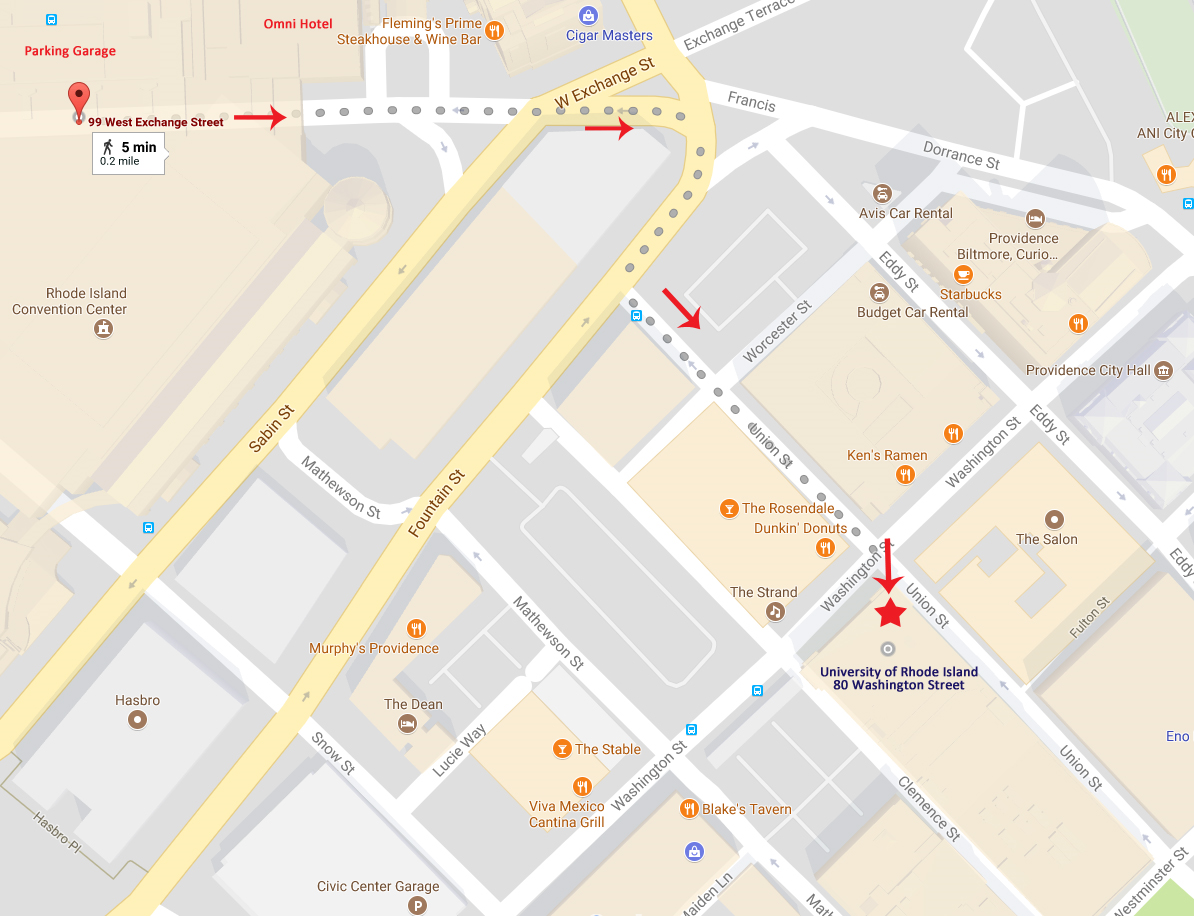 Parking Garage
Omni Hotel
Fleming's Prime
Steakhouse & Wine Bar
Cigar Masters
Exchange Terrace
W Exchange St
Francis
Dorrance St
99 West Exchange Street
5 min
0.2 mile
Avis Car Rental
Providence
Biltmore, Curio...
Starbucks
Eddy St
Budget Car Rental
Rhode Island
Convention Center
Worcester St
Providence City Hall
Eddy St
Sabin St
Mathewson St
Fountain St
Union St
Ken's Ramen
Washington St
The Rosendale
Dunkin' Donuts
The Salon
Eddy
The Strand
Washington St
Union St
Fulton St
Mathewson St
Murphy's Providence
University of Rhode Island
80 Washington Street
Hasbro
The Dean
Lucie Way
The Stable
Snow St
Washington St
Viva Mexico
Cantina Grill
Blake's Tavern
Clemence St
Union St
Eno
Hasbro Pl
Civic Center Garage
P
Maiden Ln
Math
Westminster St
ALEX
ANI City C